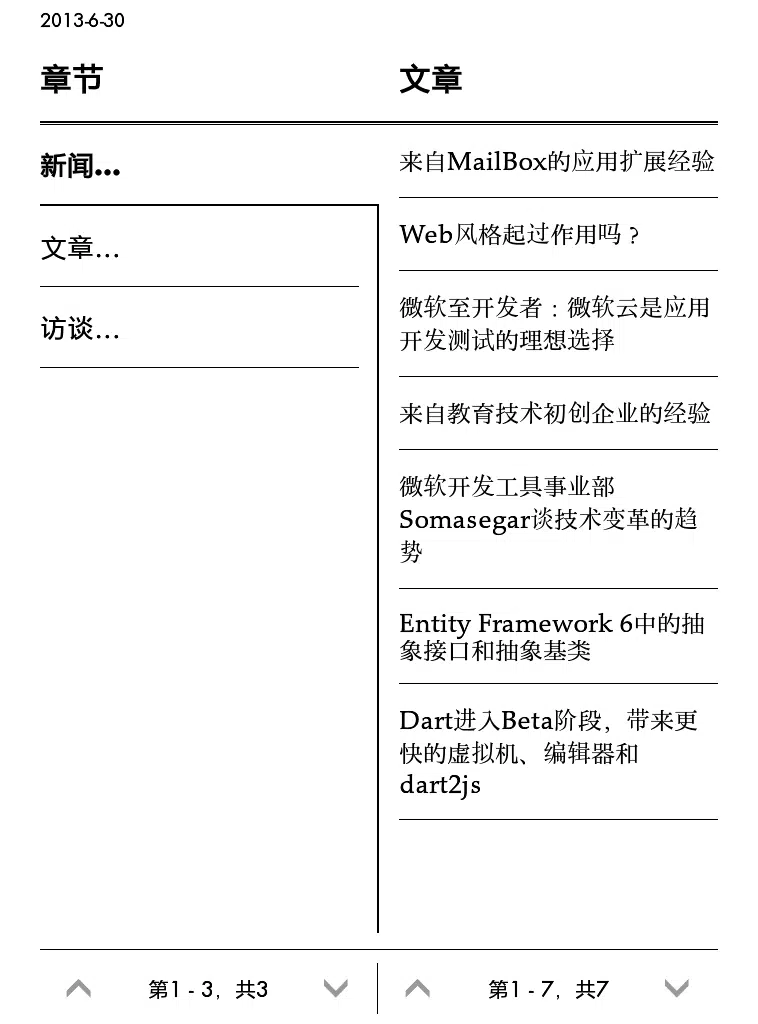 2013-6-30
章节
文章
新闻...
文章...
访谈...
来自MailBox的应用扩展经验
Web风格起过作用吗？
微软至开发者：微软云是应用
开发测试的理想选择
来自教育技术初创企业的经验
微软开发工具事业部
Somasegar谈技术变革的趋
势
Entity Framework 6中的抽
象接口和抽象基类
Dart进入Beta阶段，带来更
快的虚拟机、编辑器和
dart2js
第1 - 3，共3
第1 - 7，共7